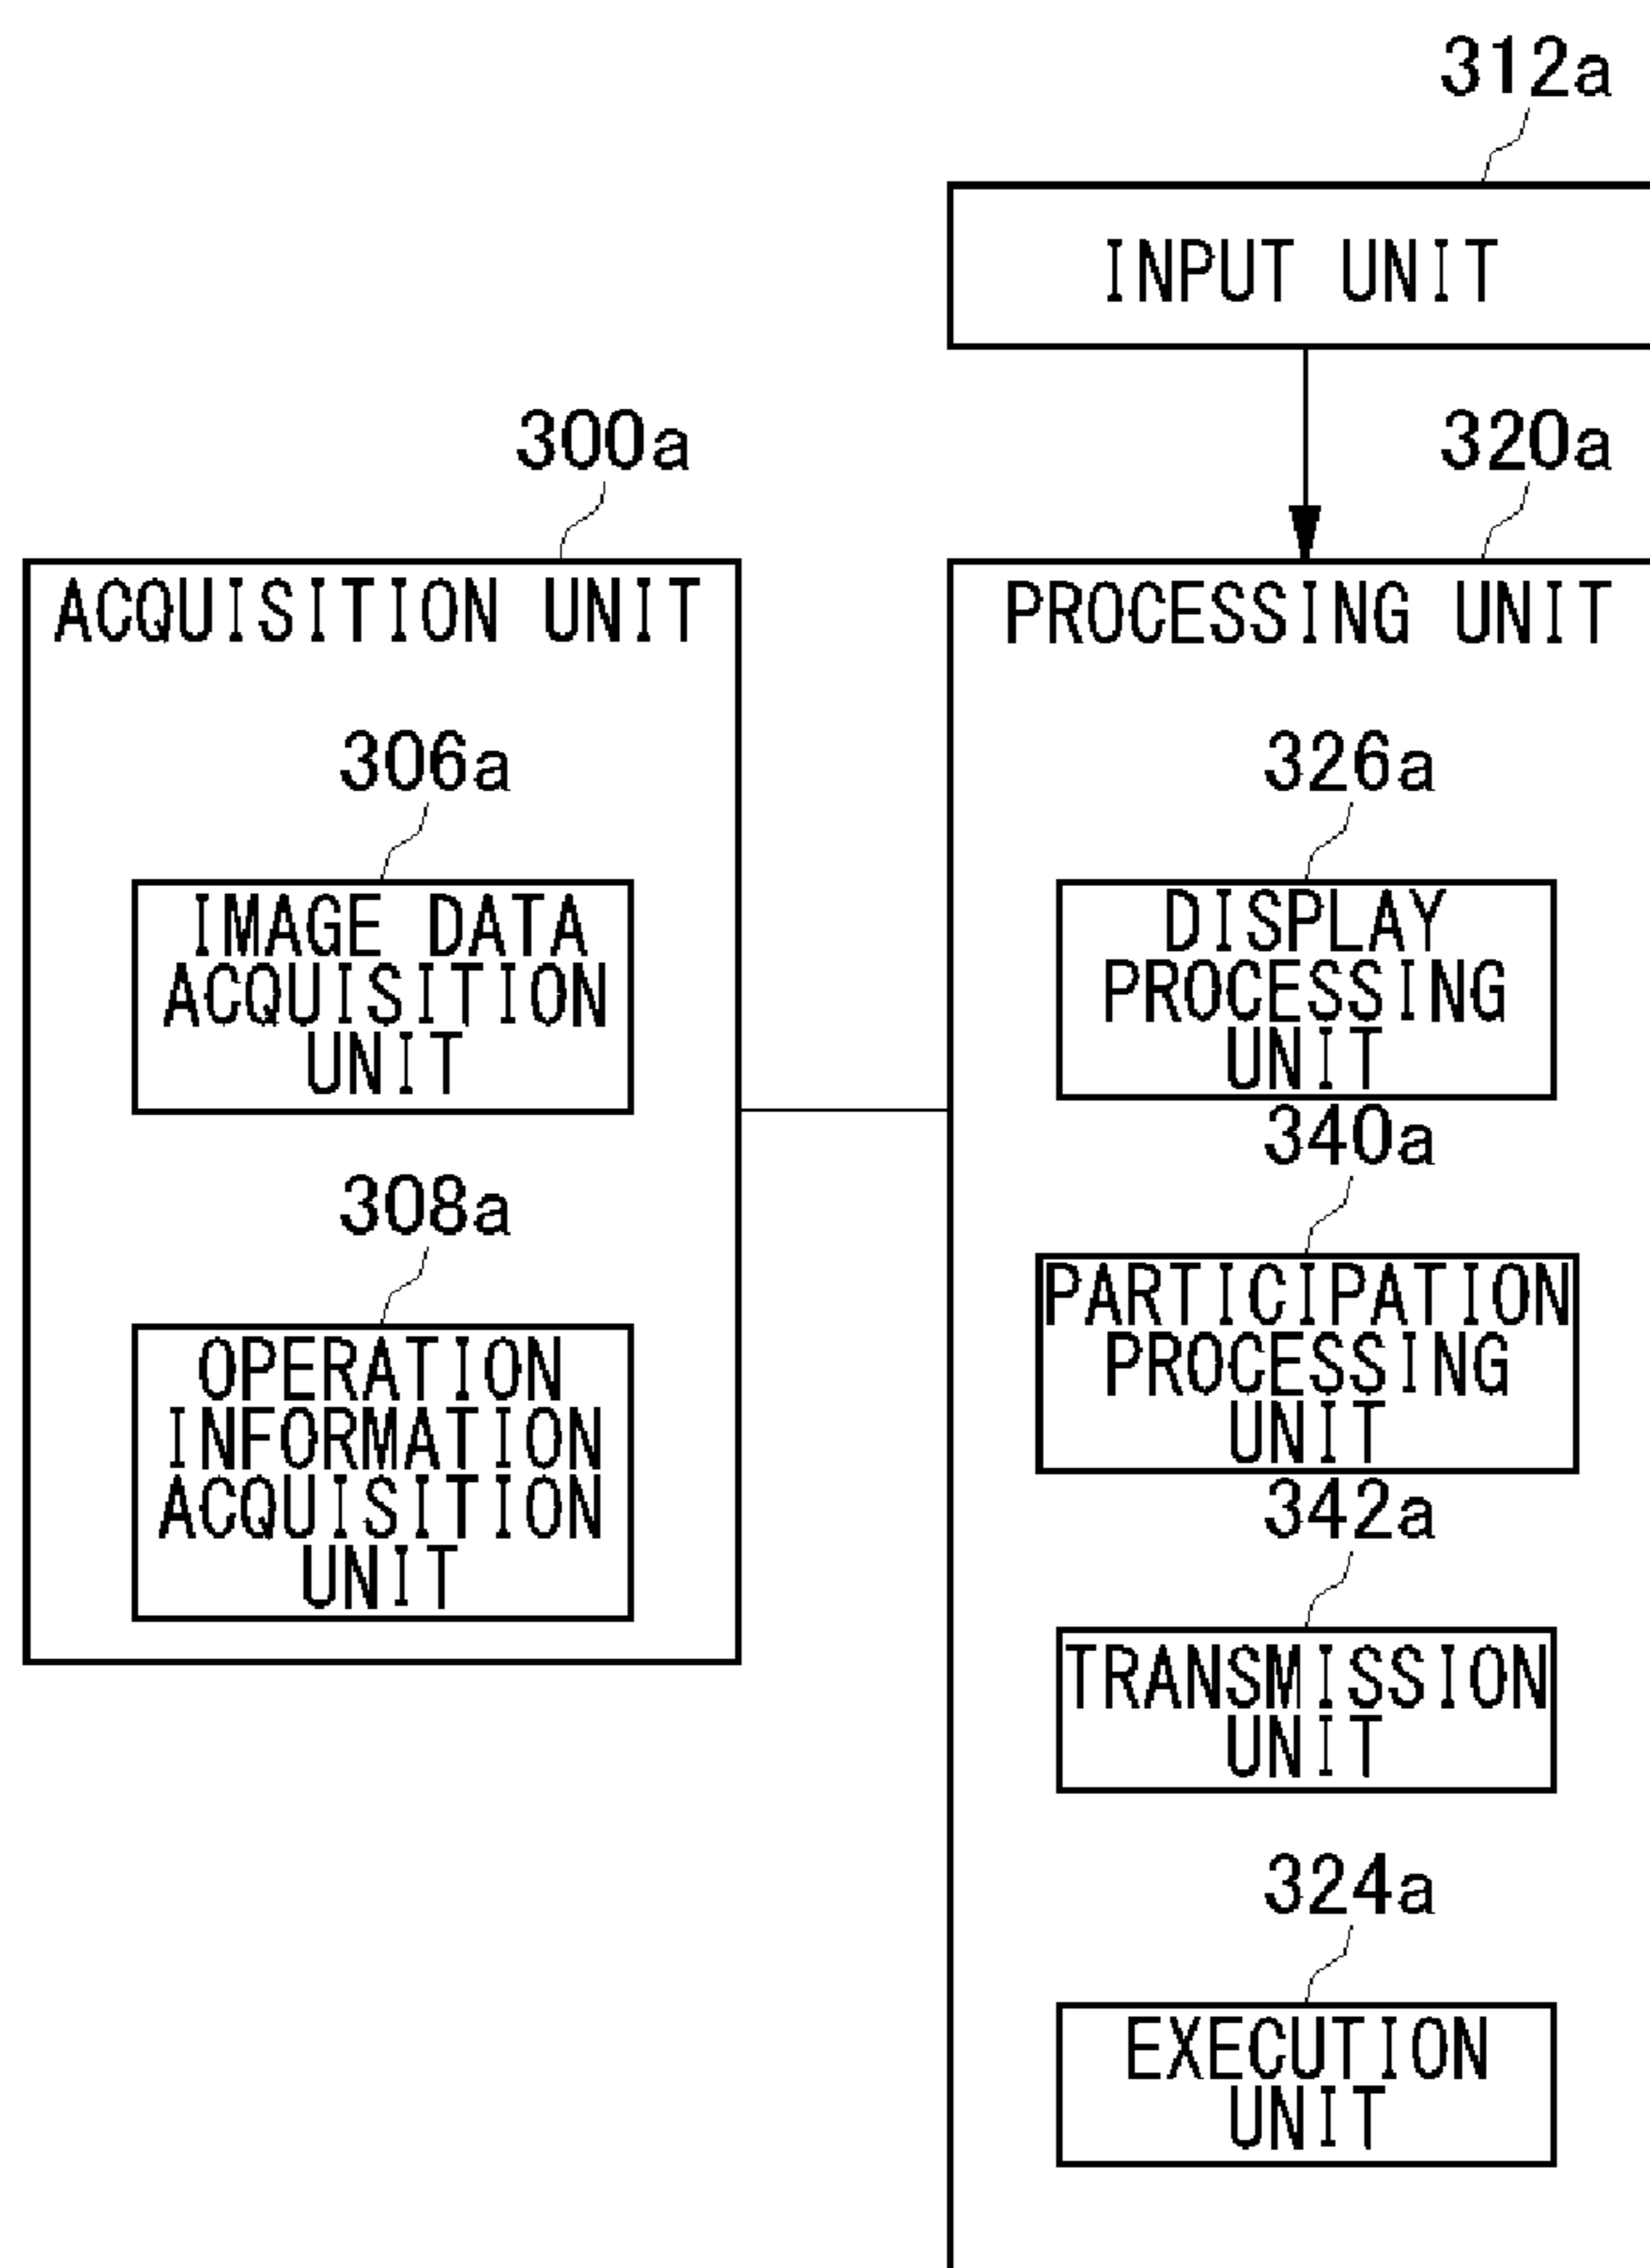 312a
INPUT UNIT
300a
320a
ACQUISITION UNIT
PROCESSING UNIT
306a
326a
IMAGE DATA
ACQUISITION
UNIT
DISPLAY
PROCESSING
UNIT
340a
308a
PARTICIPATION
PROCESSING
UNIT
OPERATION
INFORMATION
ACQUISITION
UNIT
342a
TRANSMISSION
UNIT
324a
EXECUTION
UNIT